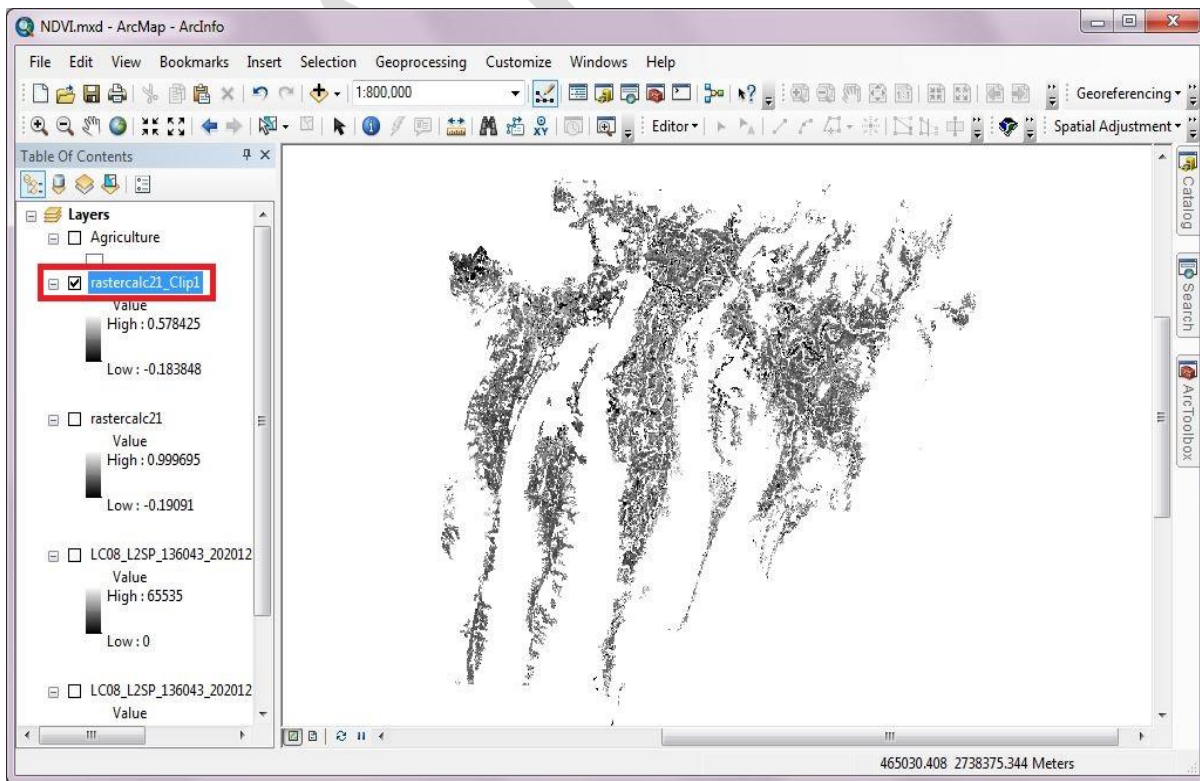 NDVI.mxd - ArcMap - ArcInfo
File Edit View Bookmarks Insert Selection Geoprocessing Customize Windows Help
1:800,000
Georeferencing
Editor
Spatial Adjustment
Table Of Contents
Layers
Agriculture
rastercalc21_Clip1
Value
High : 0.578425
Low : -0.183848
rastercalc21
Value
High : 0.999695
Low : -0.19091
LC08_L2SP_136043_202012
Value
High : 65535
Low : 0
LC08_L2SP_136043_202012
Value
Catalog
Search
ArcToolbox
465030.408 2738375.344 Meters